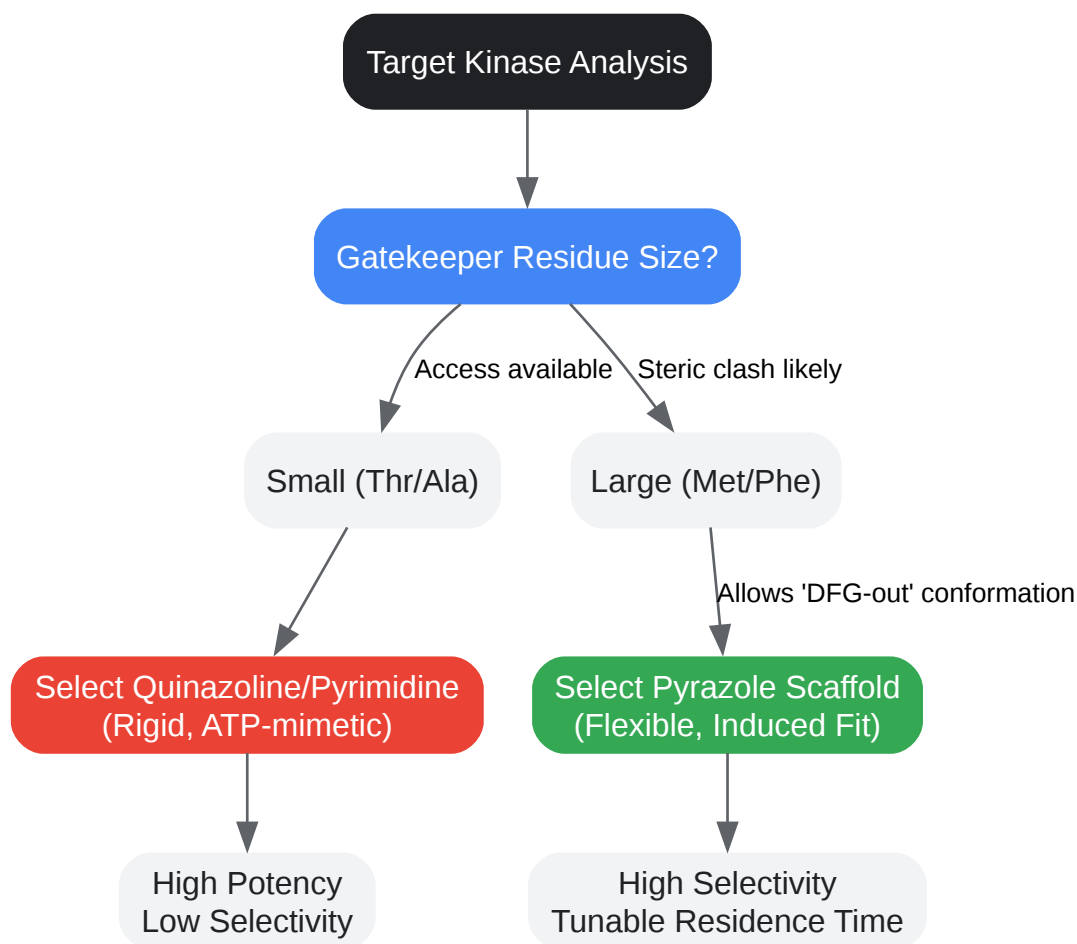 Target Kinase Analysis
Gatekeeper Residue Size?
Access available
Steric clash likely
Small (Thr/Ala)
Large (Met/Phe)
Allows 'DFG-out' conformation
Select Quinazoline/Pyrimidine
(Rigid, ATP-mimetic)
Select Pyrazole Scaffold
(Flexible, Induced Fit)
High Potency
Low Selectivity
High Selectivity
Tunable Residence Time